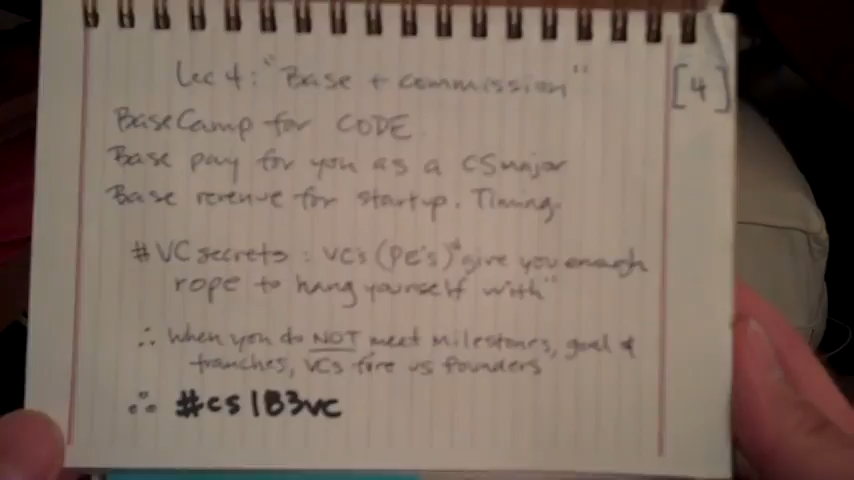 Lec 4: "Base + commission"
[4]
BaseCamp for CODE
Base pay for you as a CS major
Base revenue for startup. Timing.
#VC secrets: VC's (PE's) "give you enough
rope to hang yourself with"
∴ When you do NOT meet milestones, goal &
tranches, VCs fire us founders
∴ #cs183vc